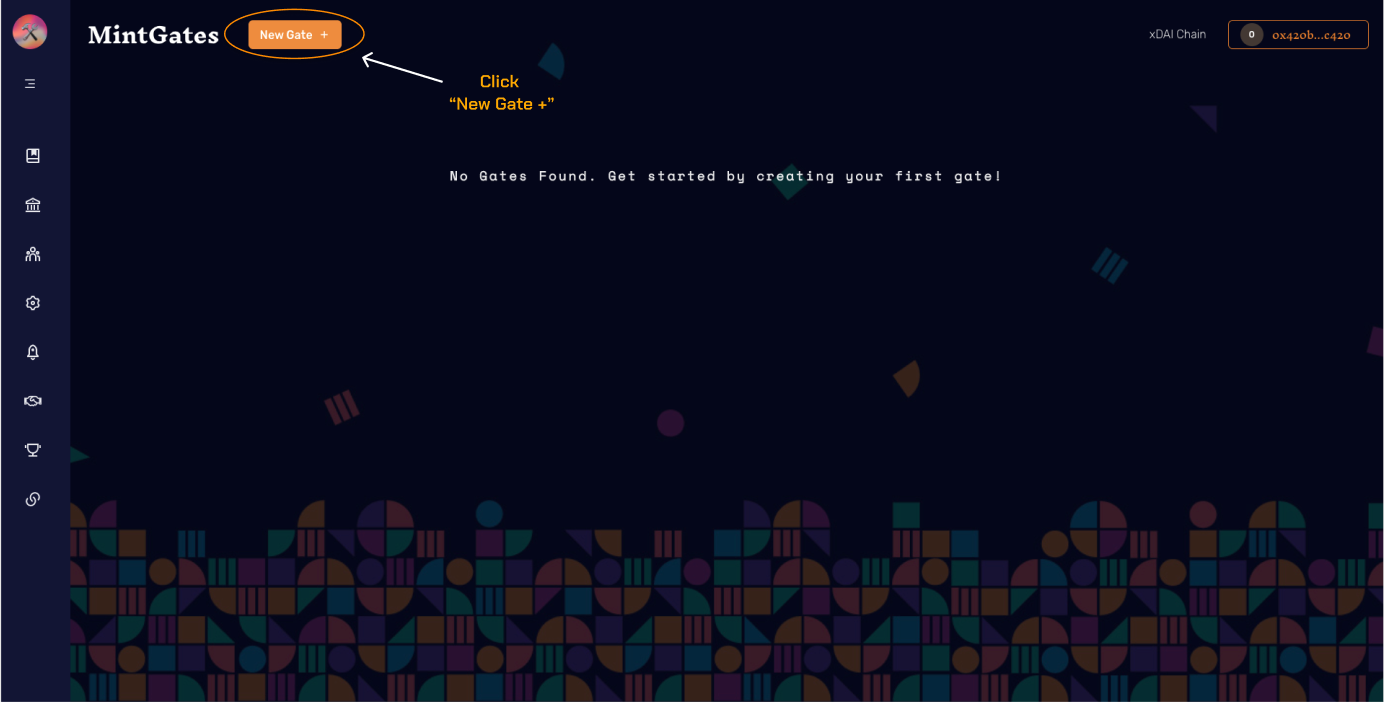 MintGates
New Gate +
xDAI Chain
0
0x420b...c420
Click
“New Gate +”
No Gates Found. Get started by creating your first gate!